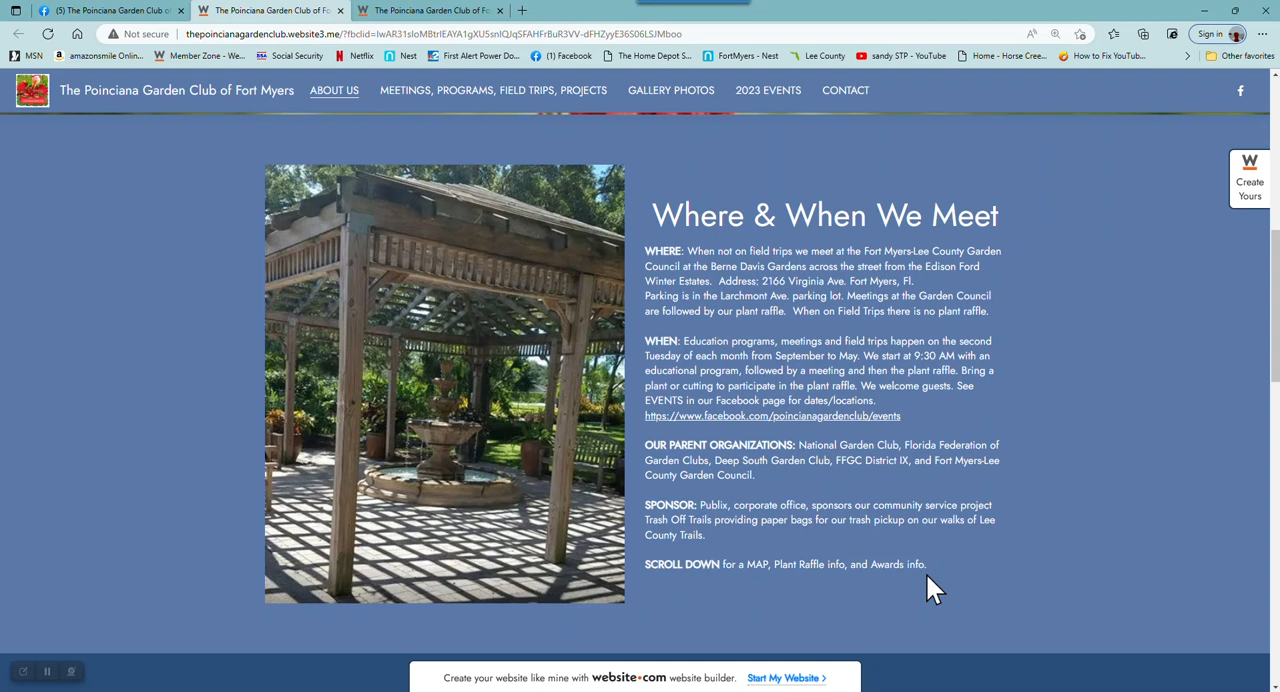 (5) The Poinciana Garden Club of
The Poinciana Garden Club of Fo
The Poinciana Garden Club of F
Not secure
thepoincianagardenclub.website3.me/?fbclid=IwAR31sIoMBtrIEAYA1gXU5snlQJqSFAHFrBuR3VV-dFHZyyE36S06LSJMboo
Sign in
MSN
amazonsmile Onlin...
Member Zone - We...
Social Security
Netflix
Nest
First Alert Power Do...
(1) Facebook
The Home Depot S...
FortMyers - Nest
Lee County
sandy STP - YouTube
Home - Horse Cree...
How to Fix YouTub...
Other favorites
The Poinciana Garden Club of Fort Myers
ABOUT US
MEETINGS, PROGRAMS, FIELD TRIPS, PROJECTS
GALLERY PHOTOS
2023 EVENTS
CONTACT
W
Create
Yours
Where & When We Meet
WHERE: When not on field trips we meet at the Fort Myers-Lee County Garden
Council at the Berne Davis Gardens across the street from the Edison Ford
Winter Estates. Address: 2166 Virginia Ave. Fort Myers, Fl.
Parking is in the Larchmont Ave. parking lot. Meetings at the Garden Council
are followed by our plant raffle. When on Field Trips there is no plant raffle.
WHEN: Education programs, meetings and field trips happen on the second
Tuesday of each month from September to May. We start at 9:30 AM with an
educational program, followed by a meeting and then the plant raffle. Bring a
plant or cutting to participate in the plant raffle. We welcome guests. See
EVENTS in our Facebook page for dates/locations.
https://www.facebook.com/poincianagardenclub/events
OUR PARENT ORGANIZATIONS: National Garden Club, Florida Federation of
Garden Clubs, Deep South Garden Club, FFGC District IX, and Fort Myers-Lee
County Garden Council.
SPONSOR: Publix, corporate office, sponsors our community service project
Trash Off Trails providing paper bags for our trash pickup on our walks of Lee
County Trails.
SCROLL DOWN for a MAP, Plant Raffle info, and Awards info.
Create your website like mine with website.com website builder. Start My Website >